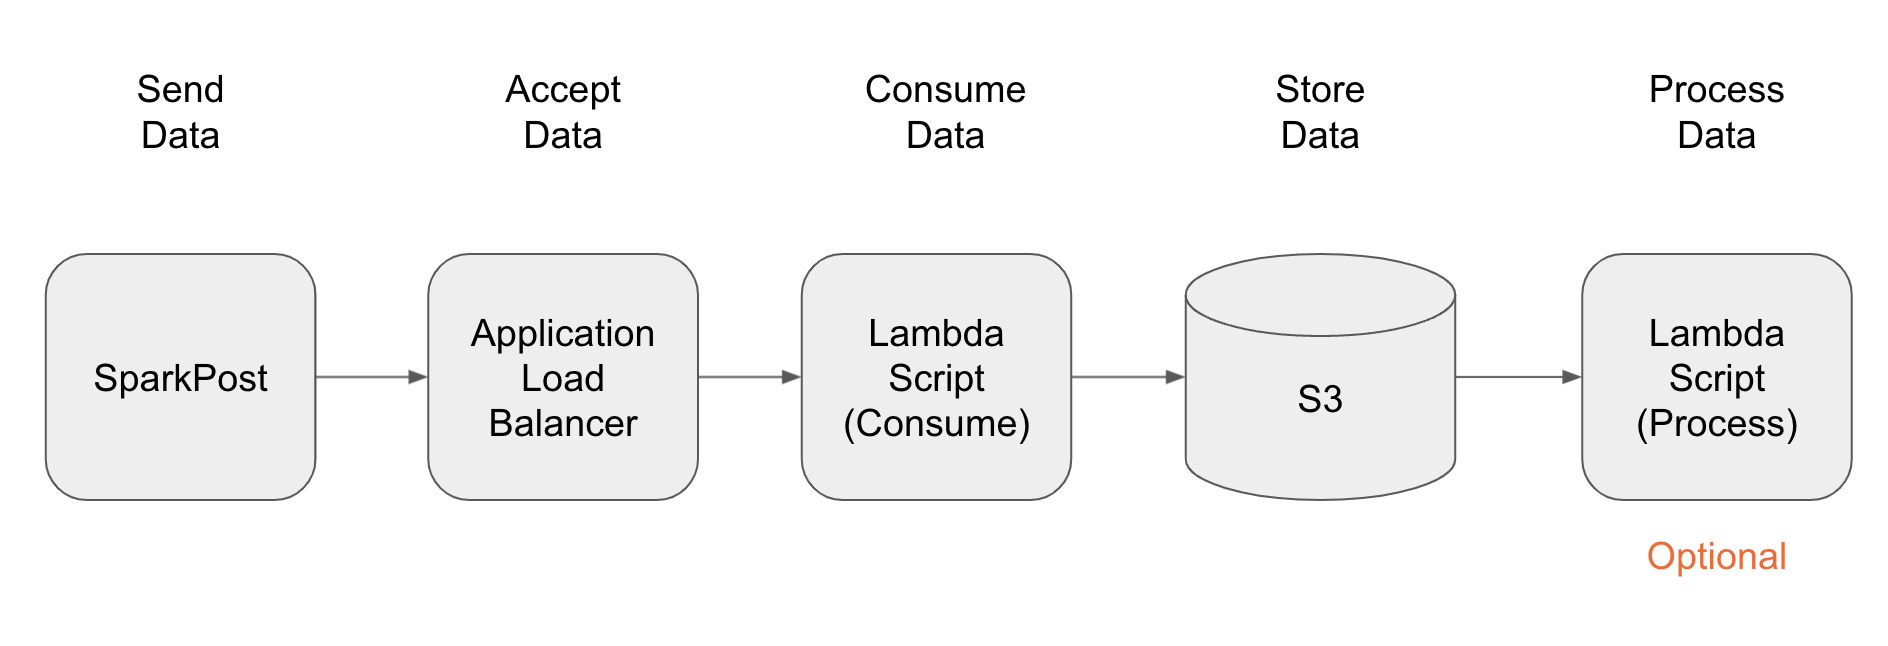 Send
Data
Accept
Data
Consume
Data
Store
Data
Process
Data
SparkPost
Application
Load
Balancer
Lambda
Script
(Consume)
S3
Lambda
Script
(Process)
Optional